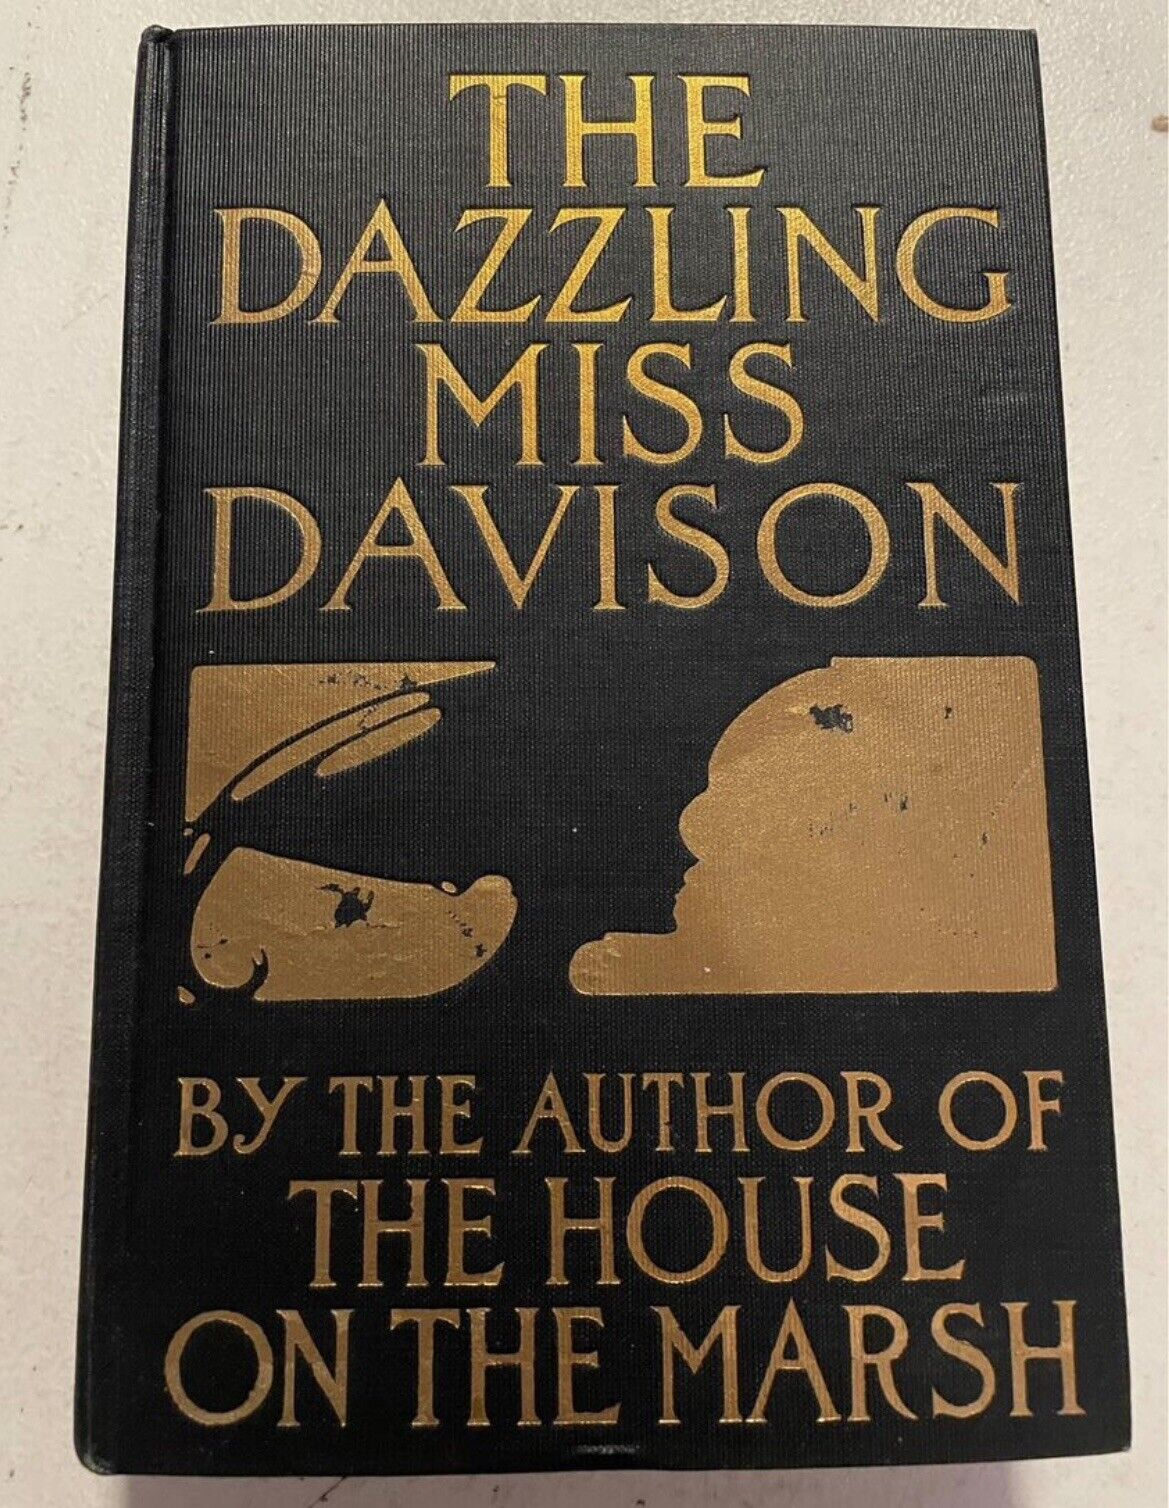 THE
DAZZLING
MISS
DAVISON
BY THE AUTHOR OF
THE HOUSE
ON THE MARSH